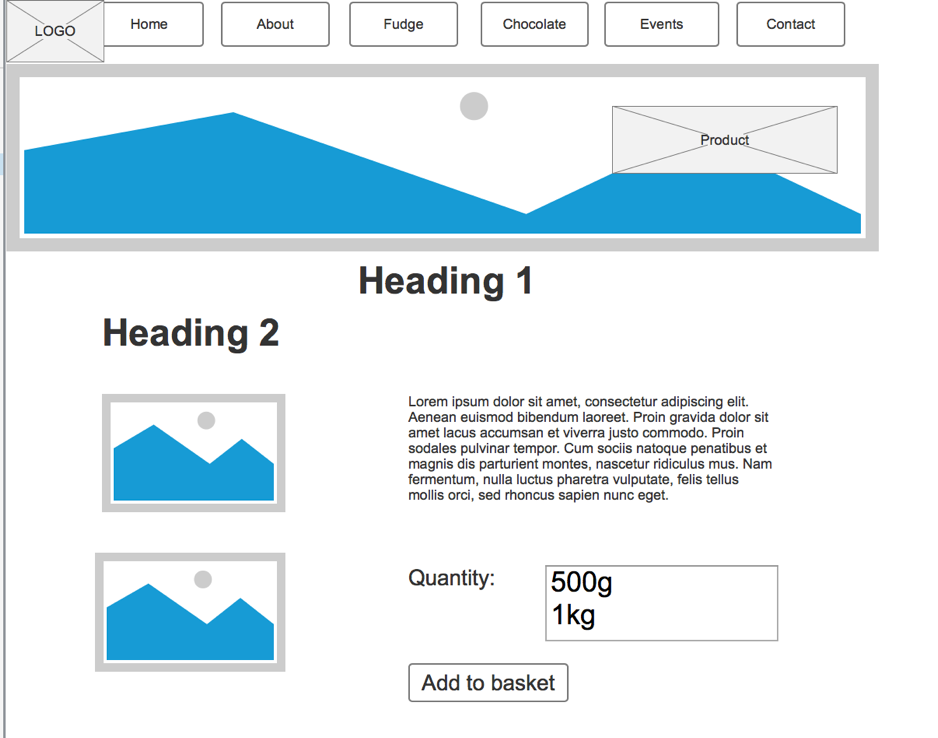 LOGO
Home
About
Fudge
Chocolate
Events
Contact
Product
Heading 1
Heading 2
Lorem ipsum dolor sit amet, consectetur adipiscing elit.
Aenean euismod bibendum laoreet. Proin gravida dolor sit
amet lacus accumsan et viverra justo commodo. Proin
sodales pulvinar tempor. Cum sociis natoque penatibus et
magnis dis parturient montes, nascetur ridiculus mus. Nam
fermentum, nulla luctus pharetra vulputate, felis tellus
mollis orci, sed rhoncus sapien nunc eget.
Quantity:
500g
1kg
Add to basket